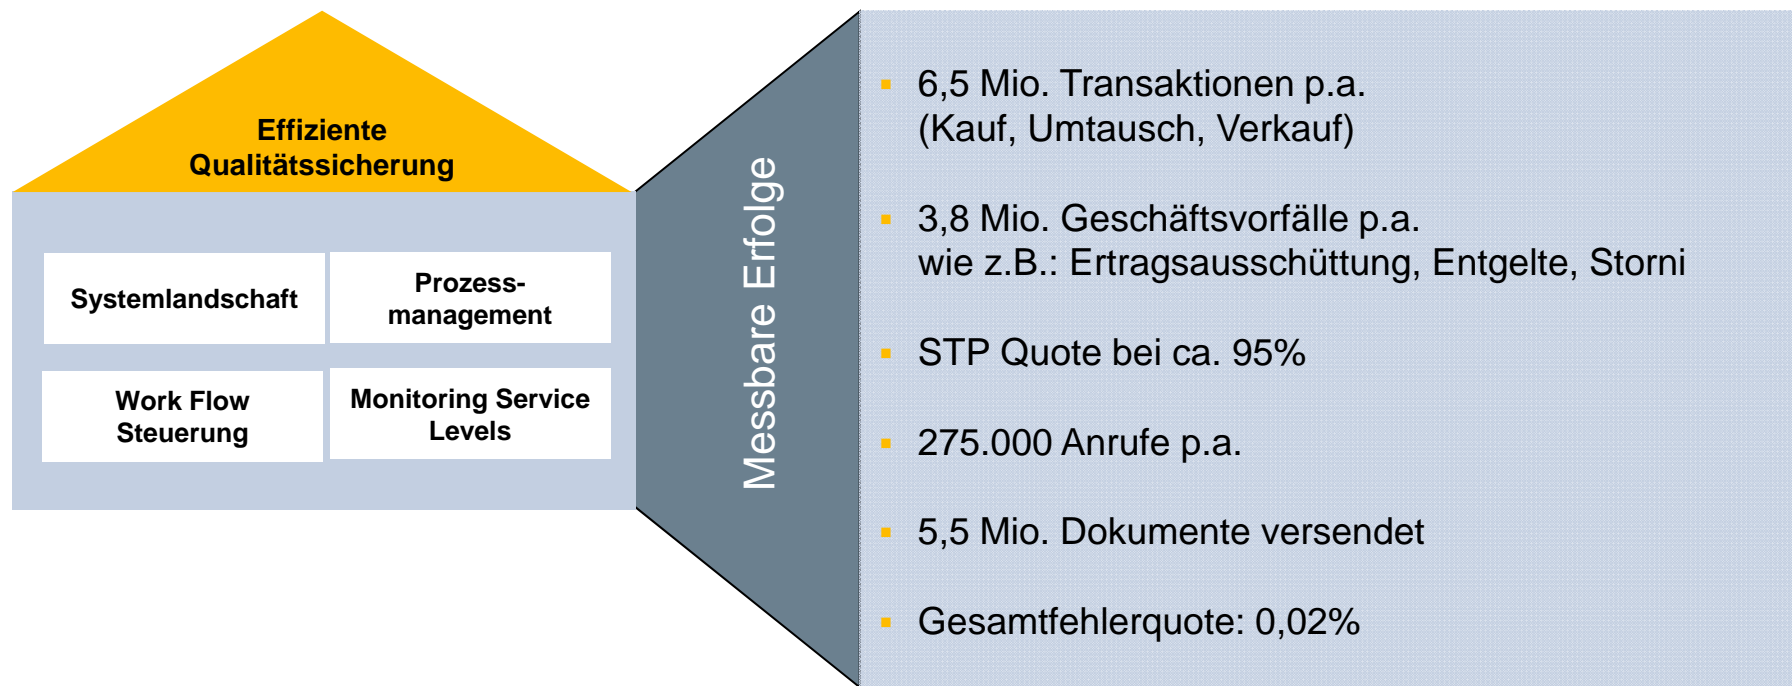 Effiziente
Qualitätssicherung
Systemlandschaft
Prozess-
management
Work Flow
Steuerung
Monitoring Service
Levels
Messbare Erfolge
6,5 Mio. Transaktionen p.a.
(Kauf, Umtausch, Verkauf)
3,8 Mio. Geschäftsvorfälle p.a.
wie z.B.: Ertragsausschüttung, Entgelte, Storni
STP Quote bei ca. 95%
275.000 Anrufe p.a.
5,5 Mio. Dokumente versendet
Gesamtfehlerquote: 0,02%